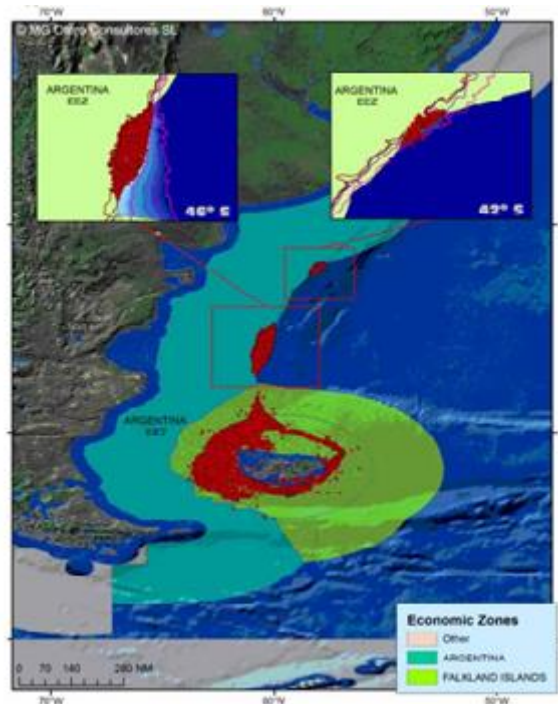 70°W
60°W
50°W
© MG Otero Consultores SL
ARGENTINA
EEZ
46° S
ARGENTINA
EEZ
42° S
ARGENTINA
EEZ
Economic Zones
Other
ARGENTINA
FALKLAND ISLANDS
0 70 140 280 NM
70°W
60°W
50°W